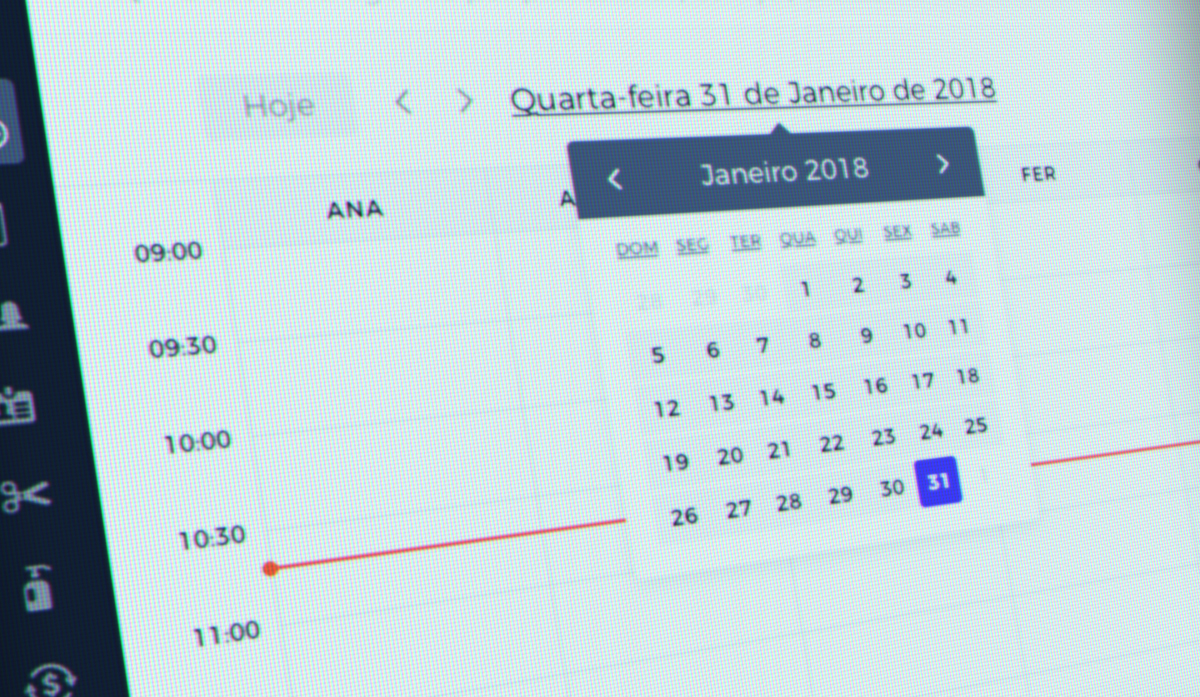 Hoje < > Quarta-feira 31 de Janeiro de 2018
< Janeiro 2018 >
ANA A FER
DOM SEG TER QUA QUI SEX SAB
28 29 30 1 2 3 4
5 6 7 8 9 10 11
12 13 14 15 16 17 18
19 20 21 22 23 24 25
26 27 28 29 30 31 1
09:00
09:30
10:00
10:30
11:00